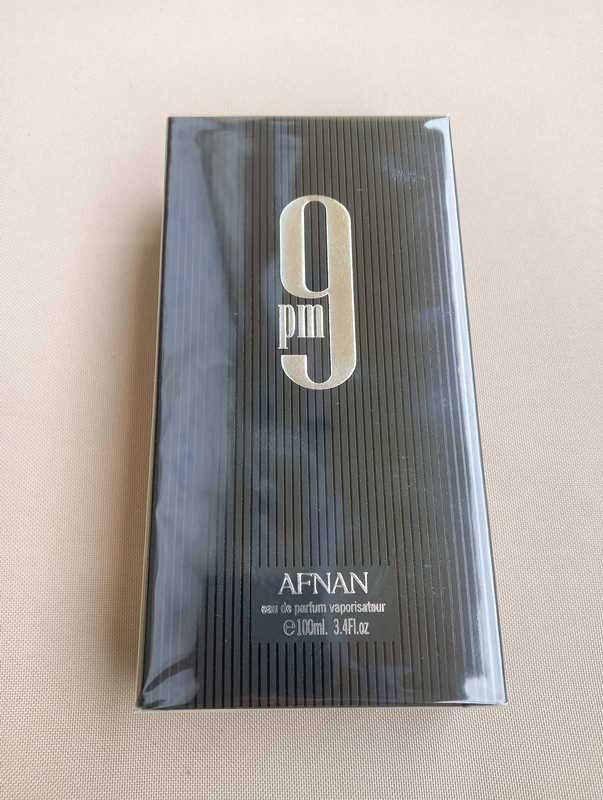 9
pm
AFNAN
eau de parfum vaporisateur
℮100ml. 3.4Fl.oz